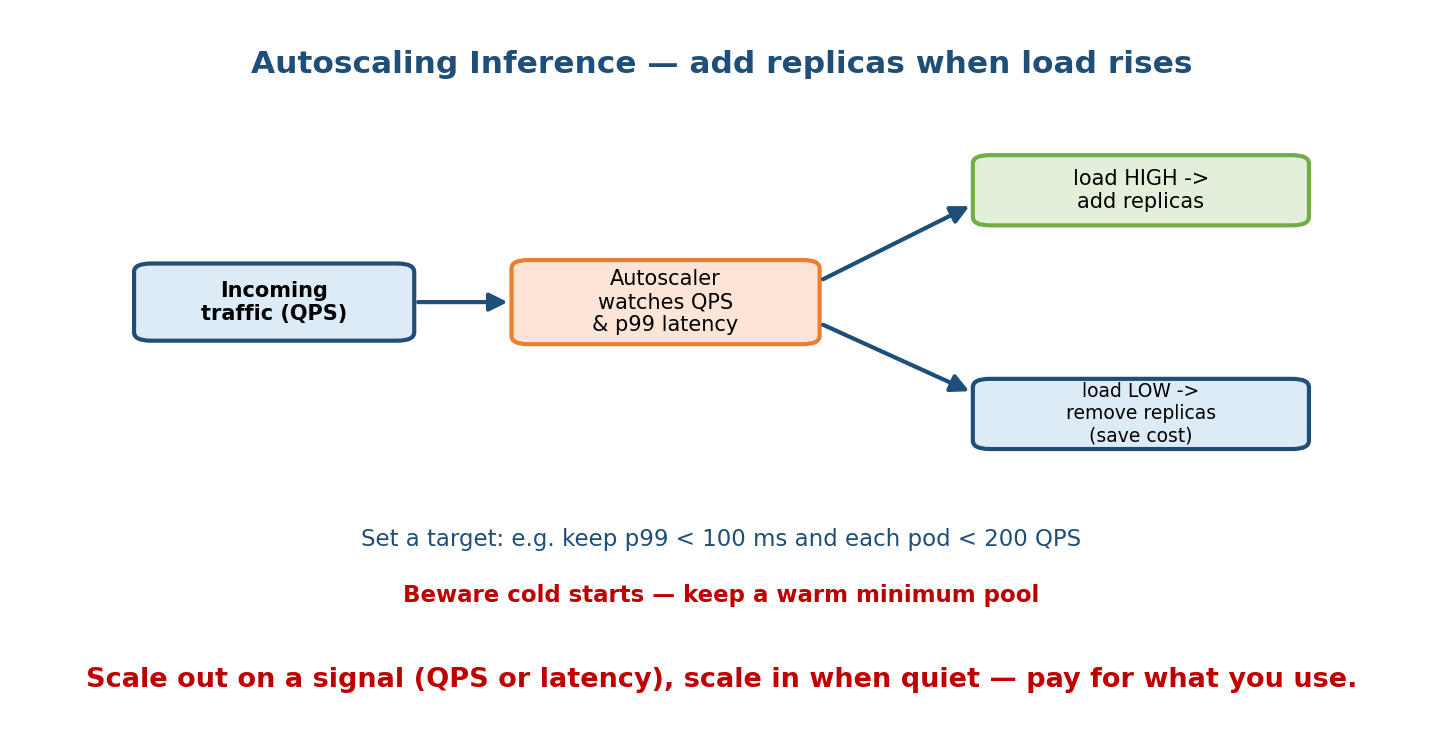 Autoscaling Inference — add replicas when load rises
Incoming
traffic (QPS)
Autoscaler
watches QPS
& p99 latency
load HIGH ->
add replicas
load LOW ->
remove replicas
(save cost)
Set a target: e.g. keep p99 < 100 ms and each pod < 200 QPS
Beware cold starts — keep a warm minimum pool
Scale out on a signal (QPS or latency), scale in when quiet — pay for what you use.